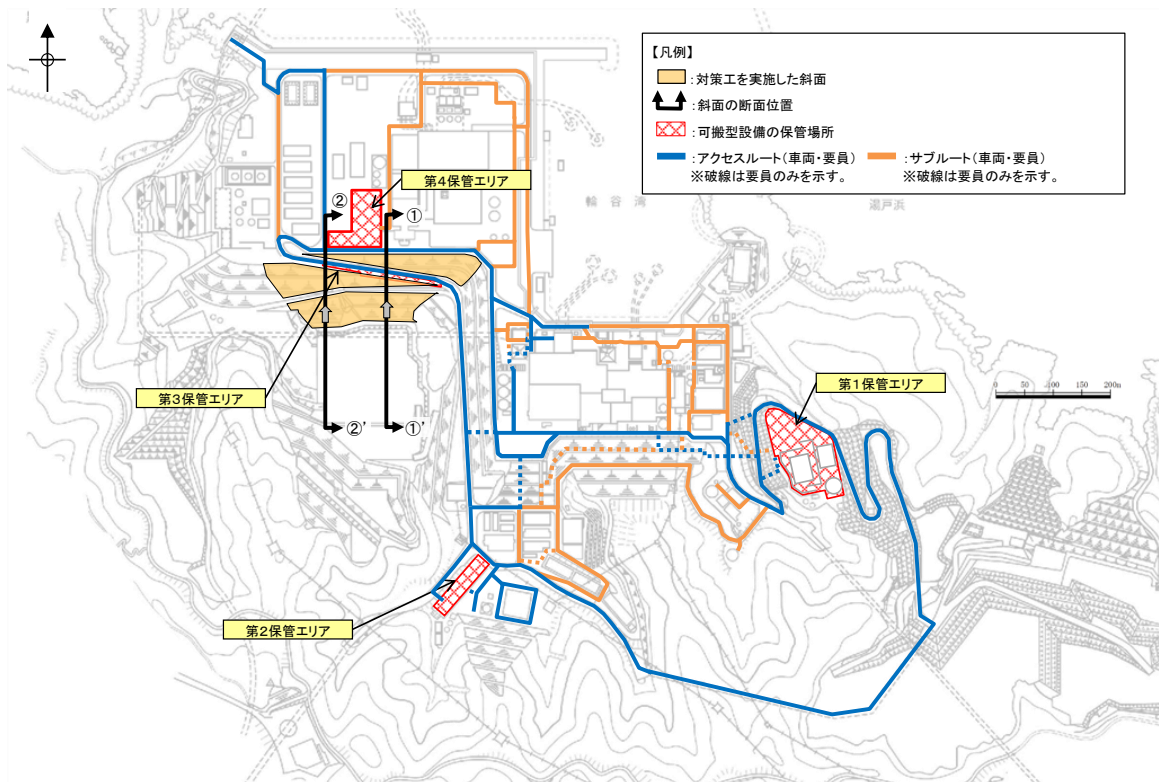 【凡例】
:対策工を実施した斜面
:斜面の断面位置
:可搬型設備の保管場所
:アクセスルート(車両・要員)
※破線は要員のみを示す。
:サブルート(車両・要員)
※破線は要員のみを示す。
第4保管エリア
②
①
輪谷湾
瀬戸浜
第3保管エリア
第1保管エリア
0 50 100 150 200m
②'
①'
第2保管エリア